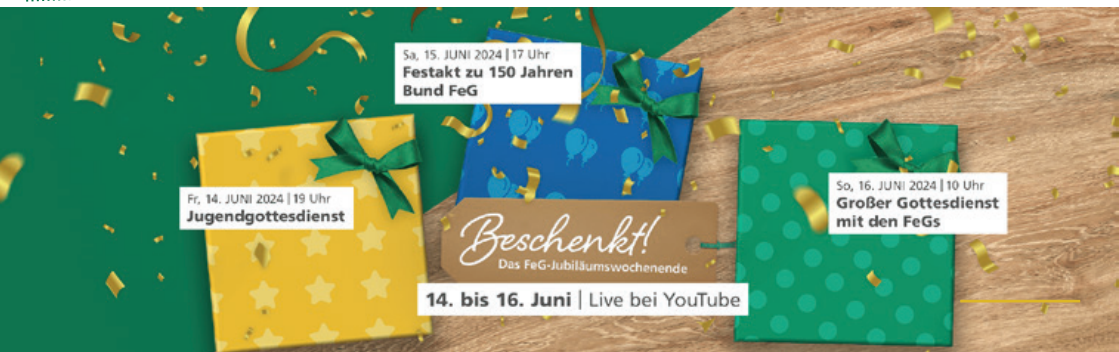 Sa, 15. JUNI 2024 | 17 Uhr
Festakt zu 150 Jahren
Bund FeG
Fr, 14. JUNI 2024 | 19 Uhr
Jugendgottesdienst
So, 16. JUNI 2024 | 10 Uhr
Großer Gottesdienst
mit den FeGs
Beschenkt!
Das FeG-Jubiläumswochenende
14. bis 16. Juni | Live bei YouTube